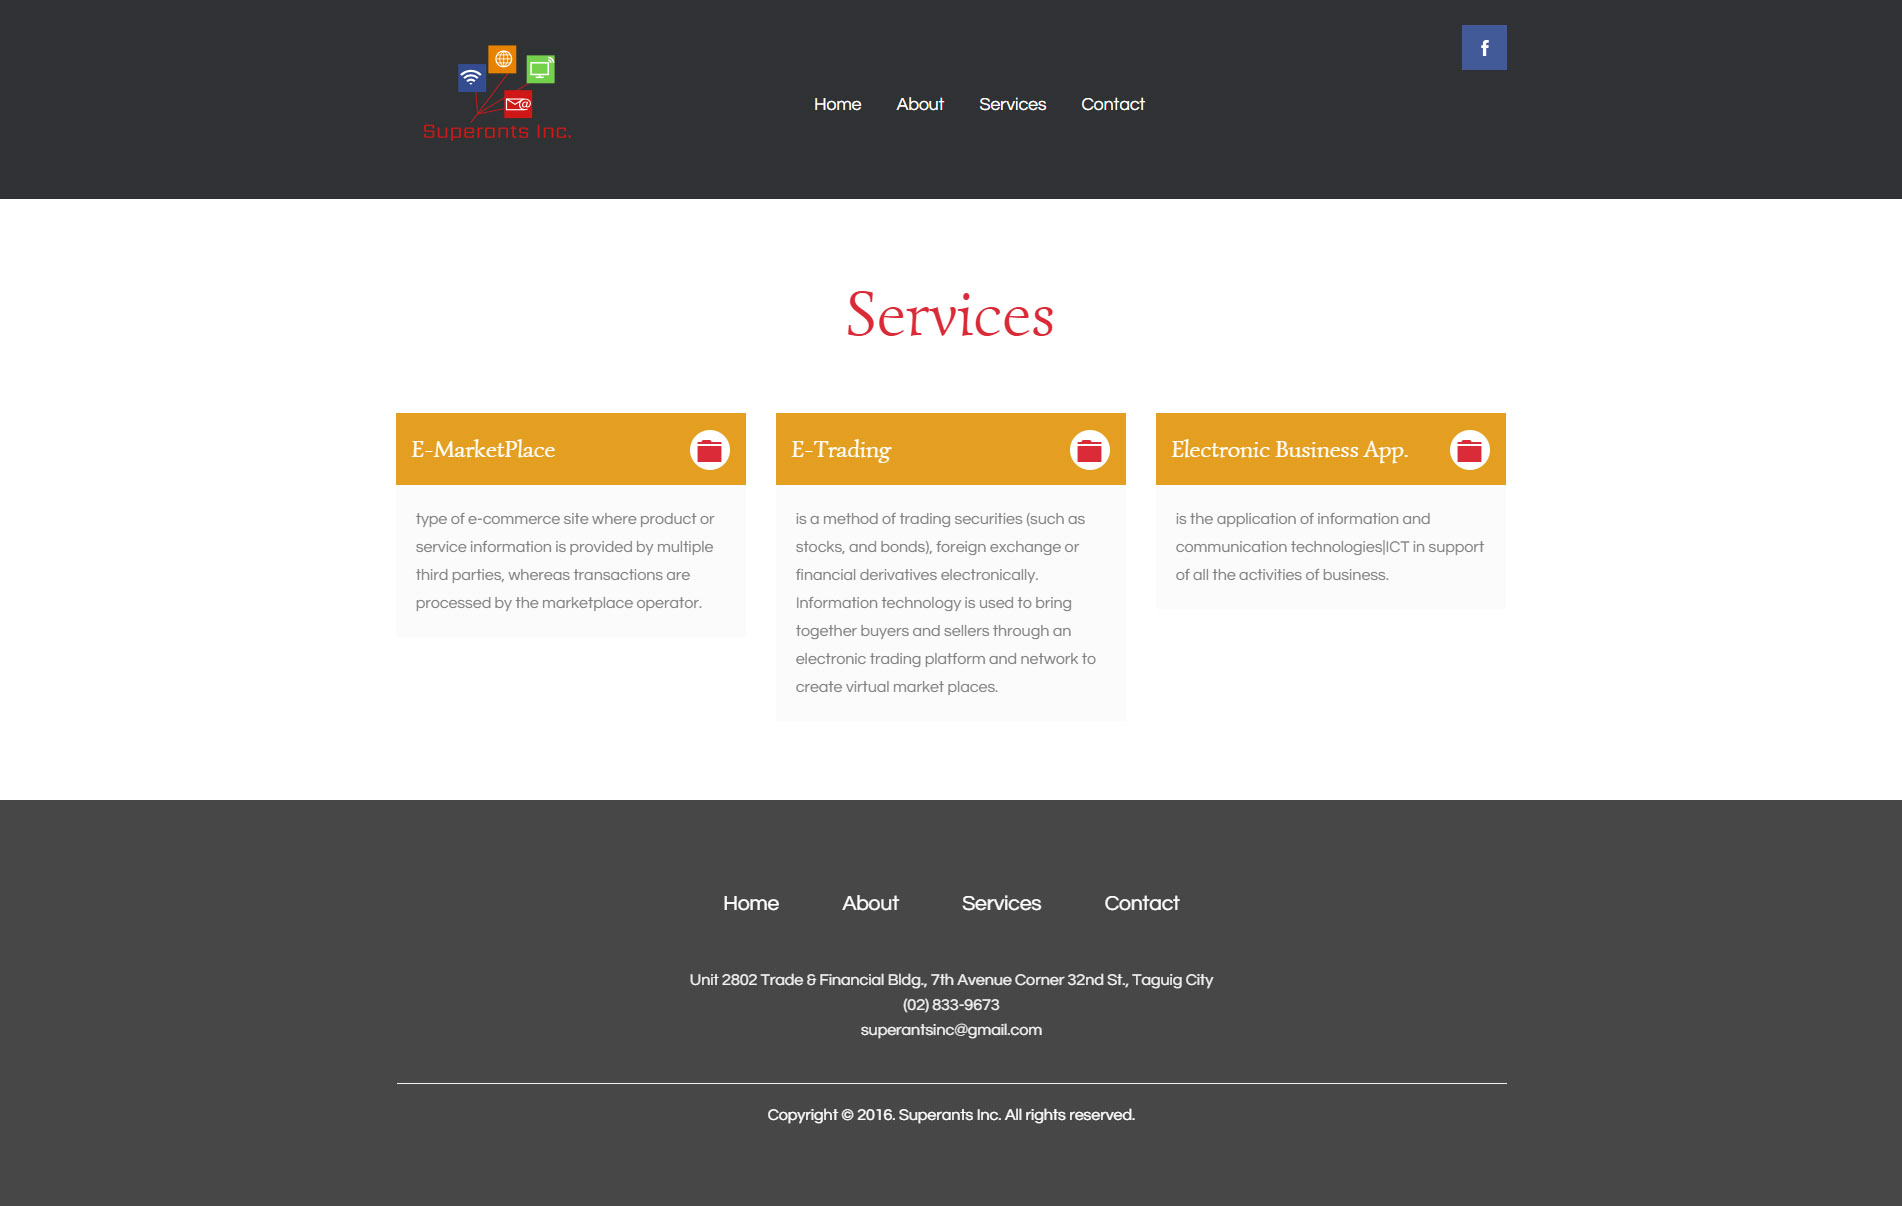 Superants Inc.
Home About Services Contact
Services
E-MarketPlace
type of e-commerce site where product or
service information is provided by multiple
third parties, whereas transactions are
processed by the marketplace operator.
E-Trading
is a method of trading securities (such as
stocks, and bonds), foreign exchange or
financial derivatives electronically.
Information technology is used to bring
together buyers and sellers through an
electronic trading platform and network to
create virtual market places.
Electronic Business App.
is the application of information and
communication technologies|ICT in support
of all the activities of business.
Home About Services Contact
Unit 2802 Trade & Financial Bldg., 7th Avenue Corner 32nd St., Taguig City
(02) 833-9673
superantsinc@gmail.com
Copyright © 2016. Superants Inc. All rights reserved.